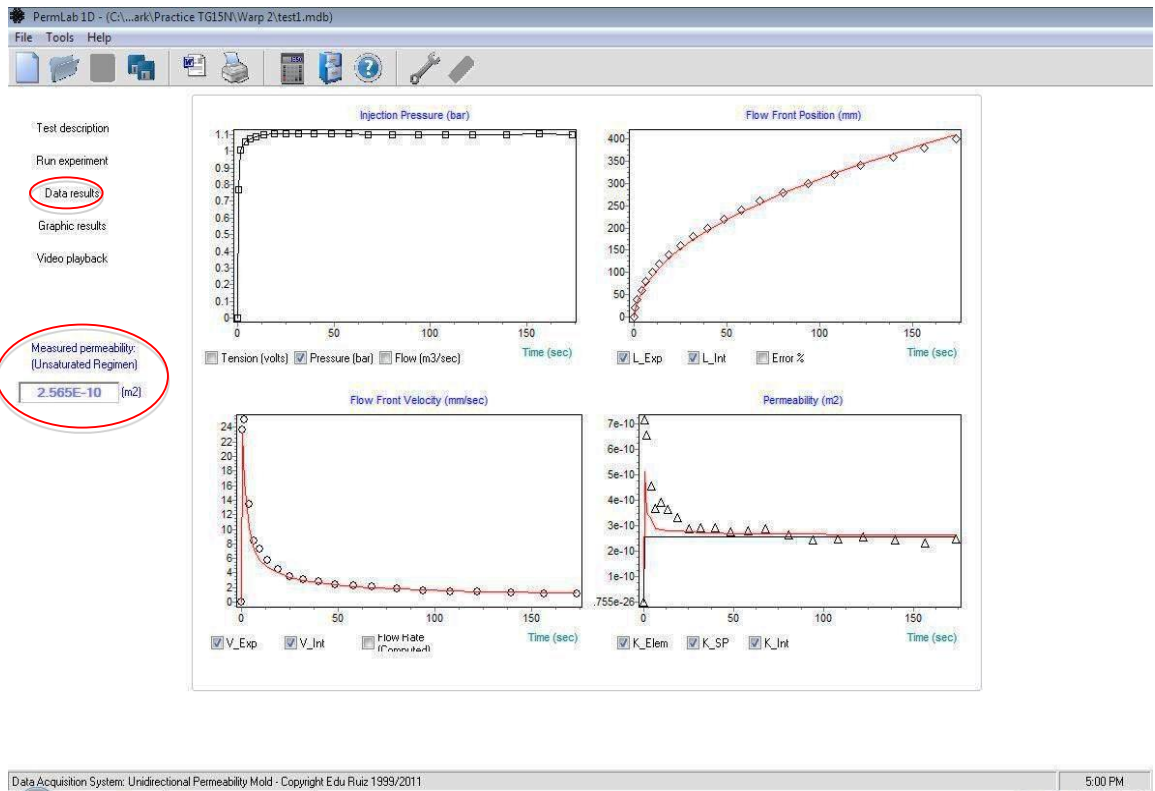 PermLab 1D - (C:\...ark\Practice TG15N\Warp 2\test1.mdb)
File Tools Help
Test description
Run experiment
Data results
Graphic results
Video playback
Measured permeability:
(Unsaturated Regimen)
2.565E-10 (m2)
Injection Pressure (bar)
1.1
1
0.9
0.8
0.7
0.6
0.5
0.4
0.3
0.2
0.1
0
0 50 100 150
Time (sec)
Tension (volts) Pressure (bar) Flow (m3/sec)
Flow Front Position (mm)
400
350
300
250
200
150
100
50
0
0 50 100 150
Time (sec)
L_Exp L_Int Error %
Flow Front Velocity (mm/sec)
24
22
20
18
16
14
12
10
8
6
4
2
0
0 50 100 150
Time (sec)
V_Exp V_Int Flow Rate
(Computed)
Permeability (m2)
7e-10
6e-10
5e-10
4e-10
3e-10
2e-10
1e-10
.755e-26
0 50 100 150
Time (sec)
K_Elem K_SP K_Int
Data Acquisition System: Unidirectional Permeability Mold - Copyright Edu Ruiz 1999/2011
5:00 PM